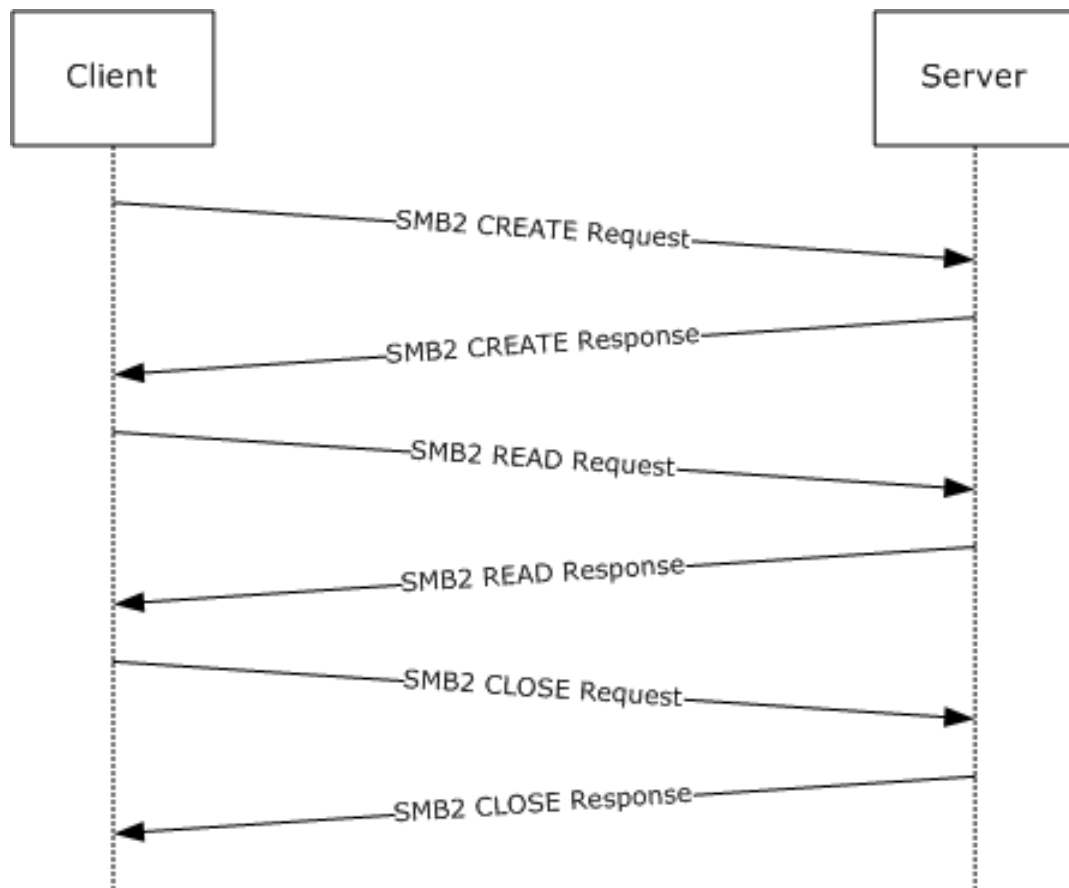 Client
Server
SMB2 CREATE Request
SMB2 CREATE Response
SMB2 READ Request
SMB2 READ Response
SMB2 CLOSE Request
SMB2 CLOSE Response